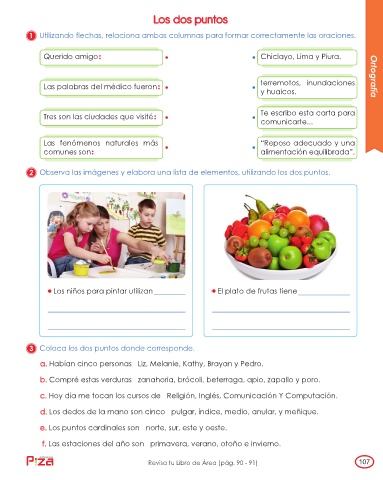 Los dos puntos
1 Utilizando flechas, relaciona ambas columnas para formar correctamente las oraciones.
Querido amigo:
Chiclayo, Lima y Piura.
Las palabras del médico fueron:
terremotos, inundaciones
y huaicos.
Tres son las ciudades que visité:
Te escribo esta carta para
comunicarte...
Los fenómenos naturales más
comunes son:
"Reposo adecuado y una
alimentación equilibrada".
Ortografía
2 Observa las imágenes y elabora una lista de elementos, utilizando los dos puntos.
Los niños para pintar utilizan
El plato de frutas tiene
3 Coloca los dos puntos donde corresponde.
a. Habían cinco personas Liz, Melanie, Kathy, Brayan y Pedro.
b. Compré estas verduras zanahoria, brócoli, beterraga, apio, zapallo y poro.
c. Hoy día me tocan los cursos de Religión, Inglés, Comunicación Y Computación.
d. Los dedos de la mano son cinco pulgar, índice, medio, anular, y meñique.
e. Los puntos cardinales son norte, sur, este y oeste.
f. Las estaciones del año son primavera, verano, otoño e invierno.
Revisa tu Libro de Área (pág. 90 - 91)
107